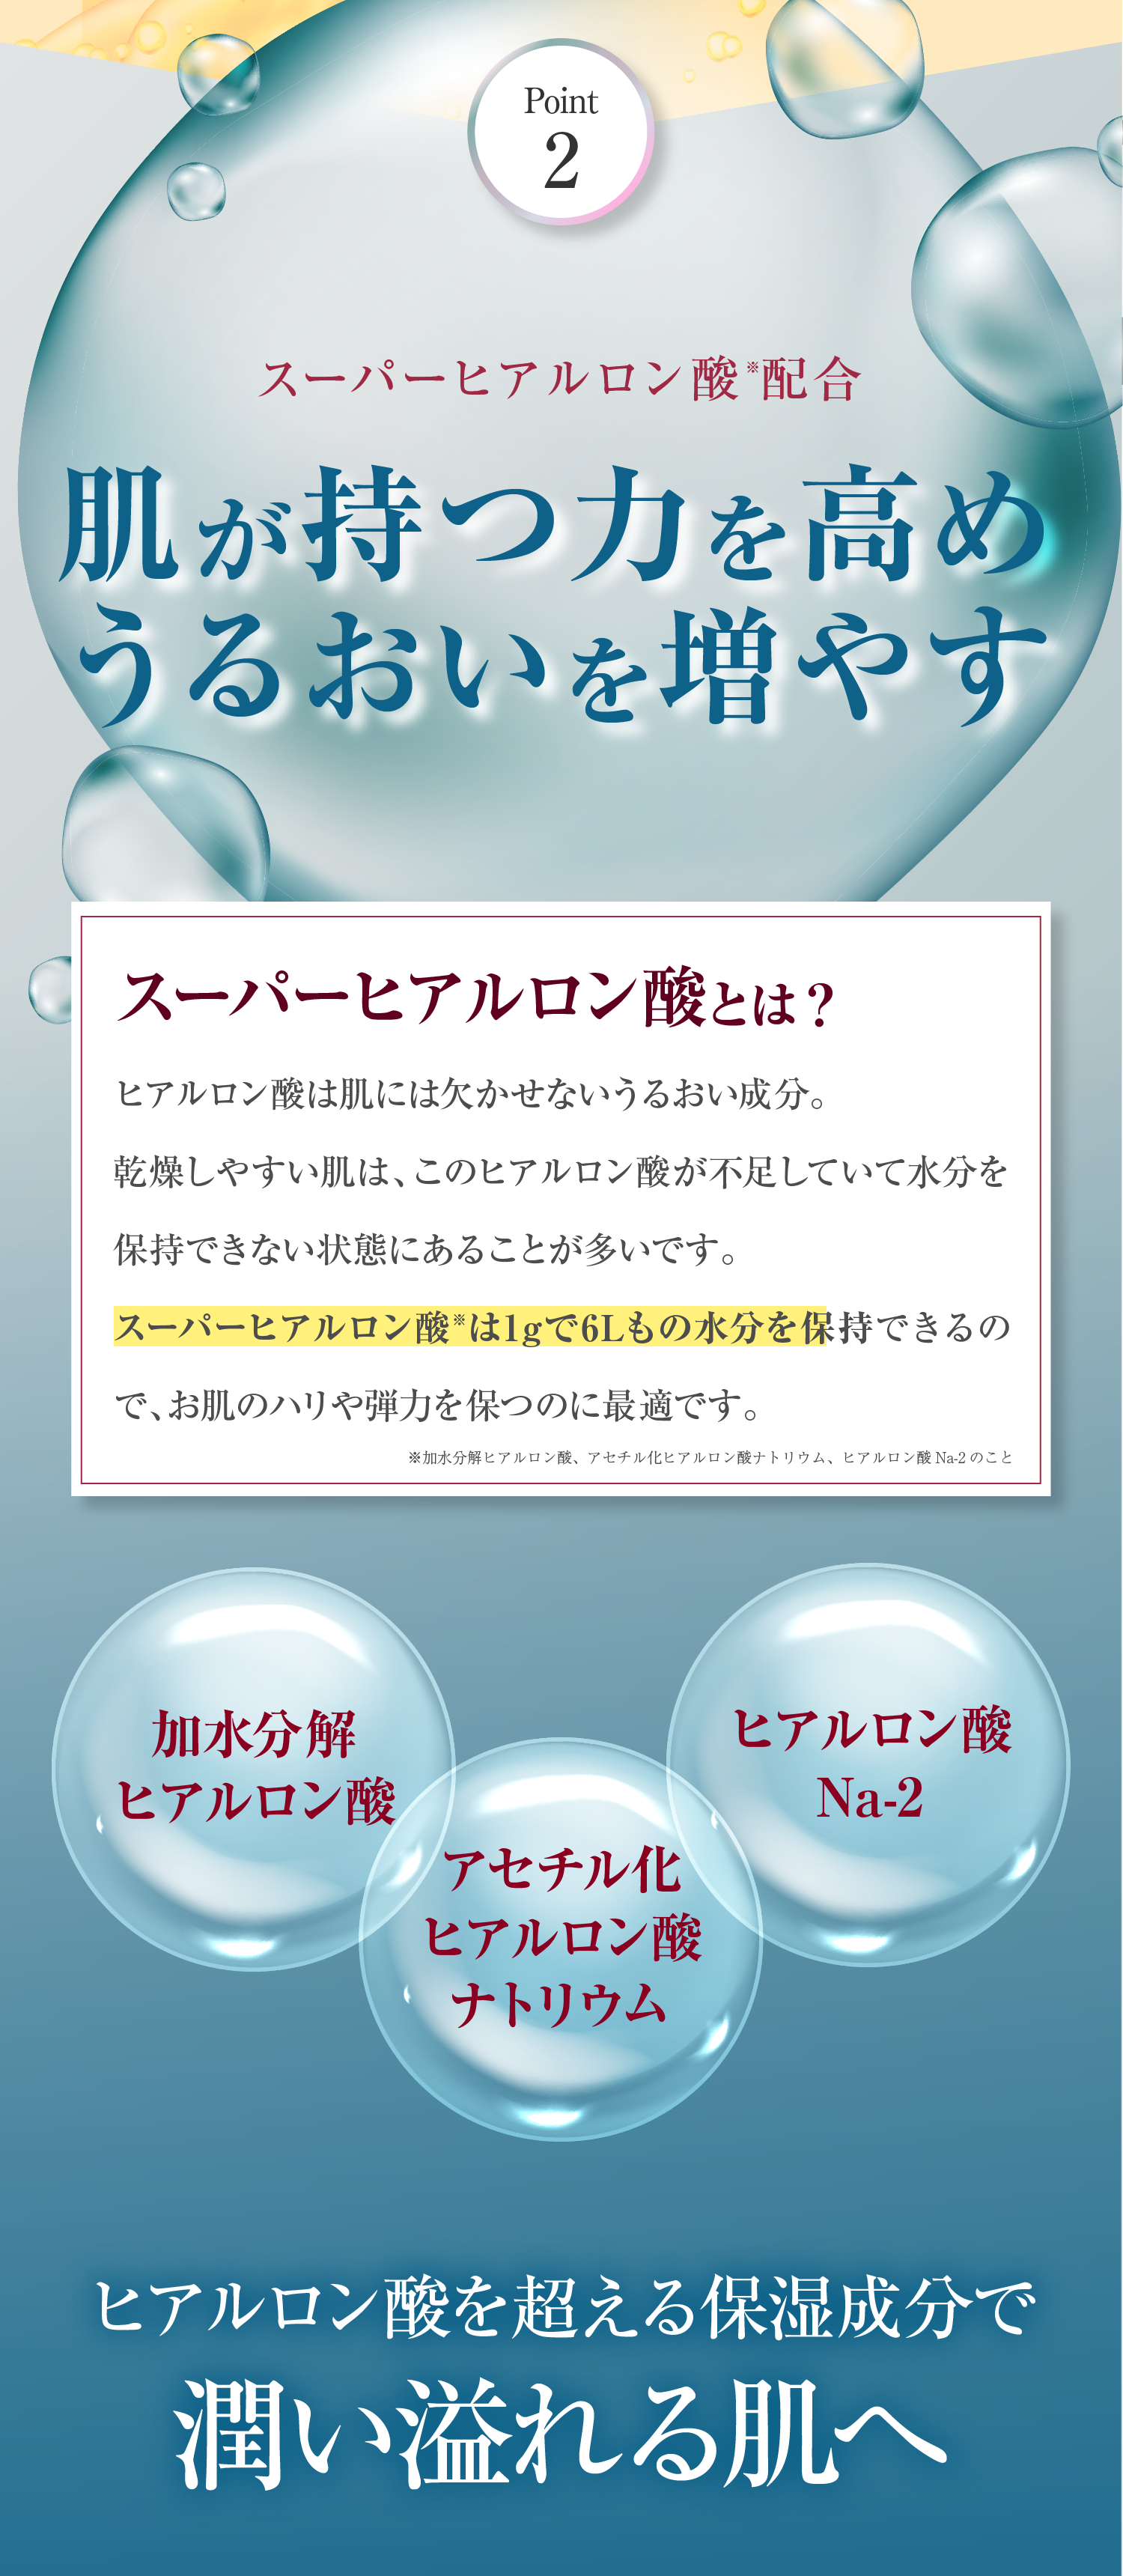 Point
2
スーパーヒアルロン酸※配合
肌が持つ力を高め
うるおいを増やす
スーパーヒアルロン酸とは？
ヒアルロン酸は肌には欠かせないうるおい成分。
乾燥しやすい肌は、このヒアルロン酸が不足していて水分を
保持できない状態にあることが多いです。
スーパーヒアルロン酸※は1gで6Lもの水分を保持できるの
で、お肌のハリや弾力を保つのに最適です。
※加水分解ヒアルロン酸、アセチル化ヒアルロン酸ナトリウム、ヒアルロン酸 Na-2 のこと
加水分解
ヒアルロン酸
ヒアルロン酸
Na-2
アセチル化
ヒアルロン酸
ナトリウム
ヒアルロン酸を超える保湿成分で
潤い溢れる肌へ